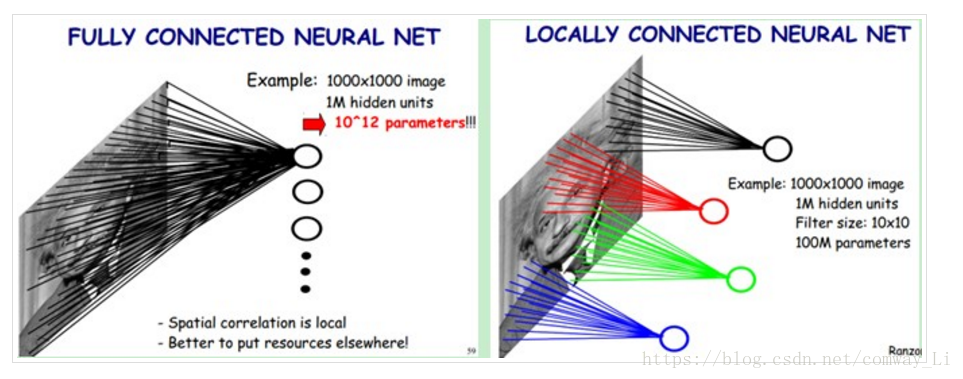 FULLY CONNECTED NEURAL NET
Example: 1000x1000 image
1M hidden units
10^12 parameters!!!
- Spatial correlation is local
- Better to put resources elsewhere!
59
LOCALLY CONNECTED NEURAL NET
Example: 1000x1000 image
1M hidden units
Filter size: 10x10
100M parameters
Ranzo
https://blog.csdn.net/comway_Li